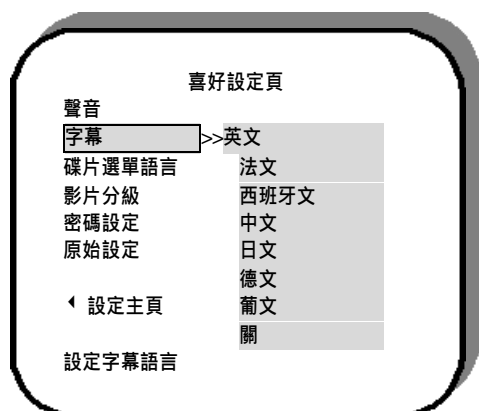 喜好設定頁
聲音
字幕 >>英文
碟片選單語言 法文
影片分級 西班牙文
密碼設定 中文
原始設定 日文
德文
設定主頁 葡文
關
設定字幕語言